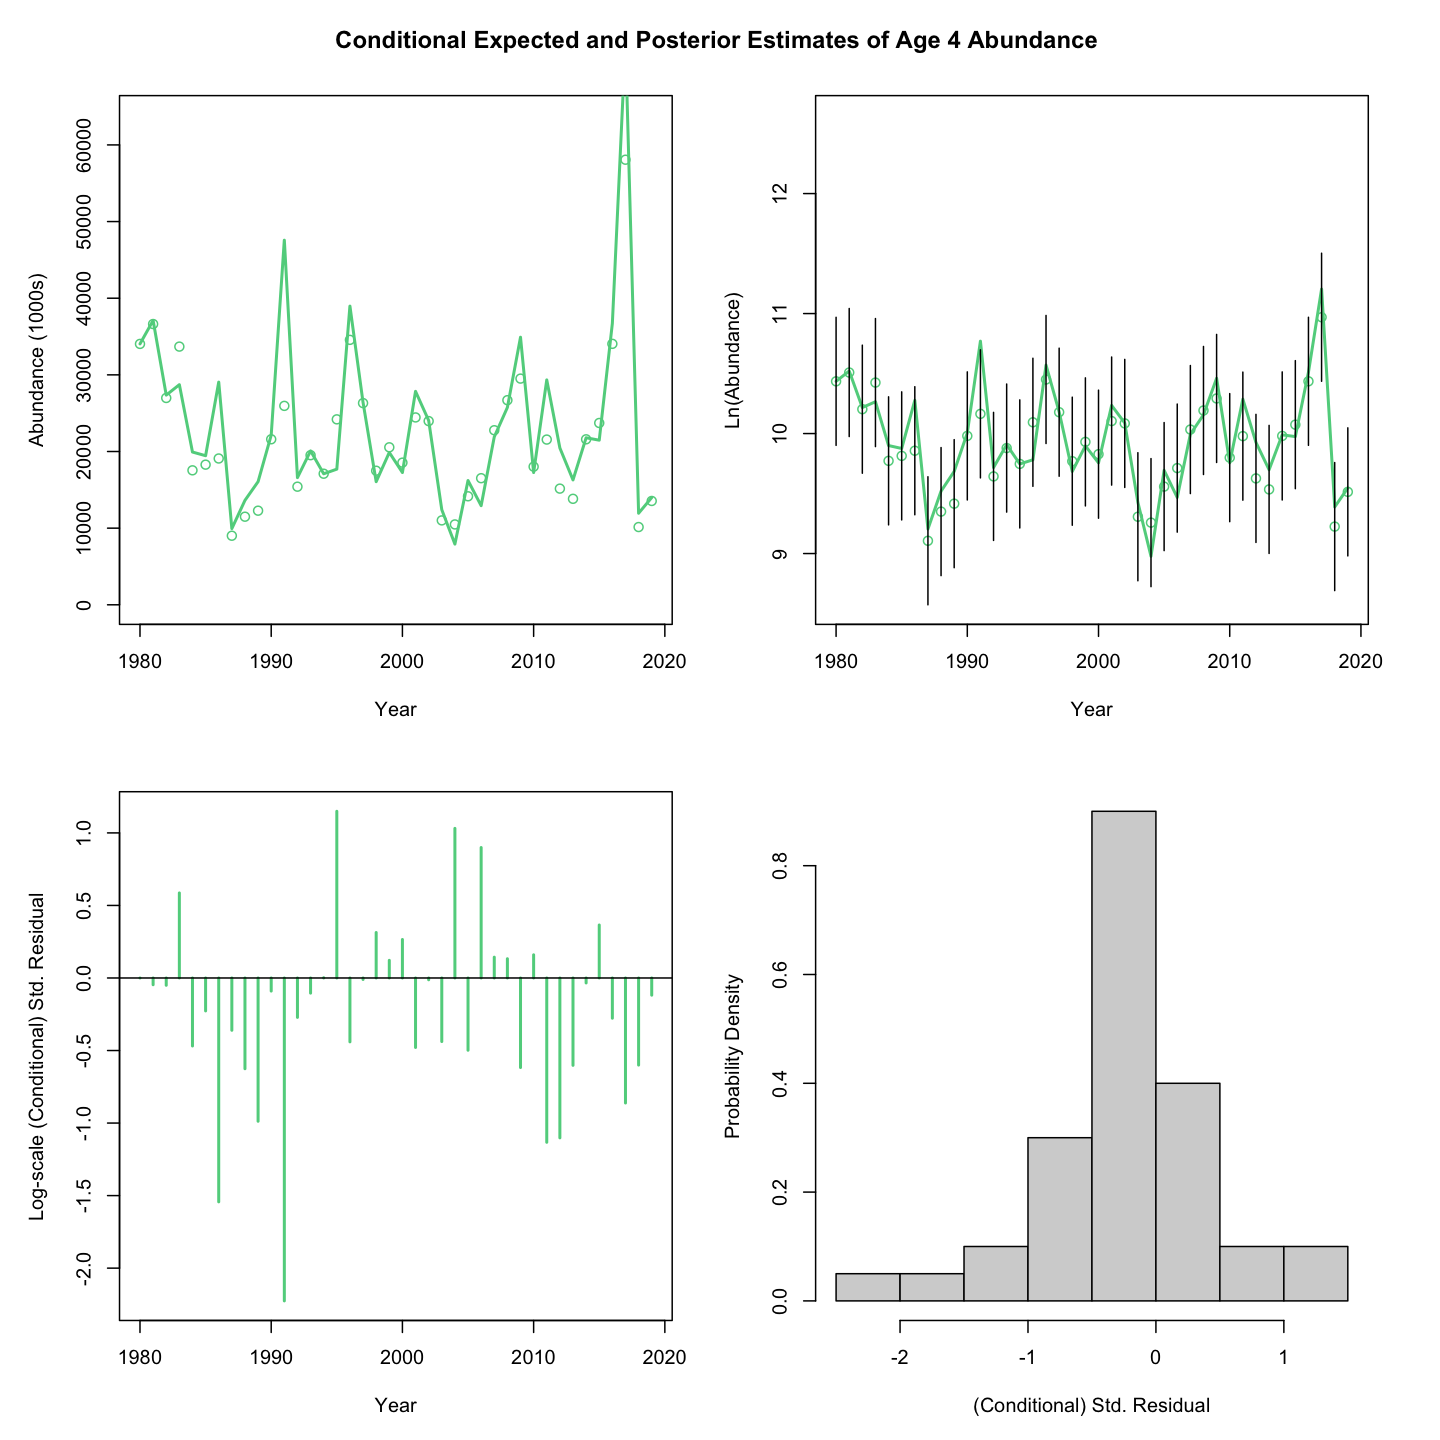 Conditional Expected and Posterior Estimates of Age 4 Abundance
Abundance (1000s)
0 10000 20000 30000 40000 50000 60000
1980 1990 2000 2010 2020
Year
Ln(Abundance)
9 10 11 12
1980 1990 2000 2010 2020
Year
Log-scale (Conditional) Std. Residual
-2.0 -1.5 -1.0 -0.5 0.0 0.5 1.0
1980 1990 2000 2010 2020
Year
Probability Density
0.0 0.2 0.4 0.6 0.8
-2 -1 0 1
(Conditional) Std. Residual